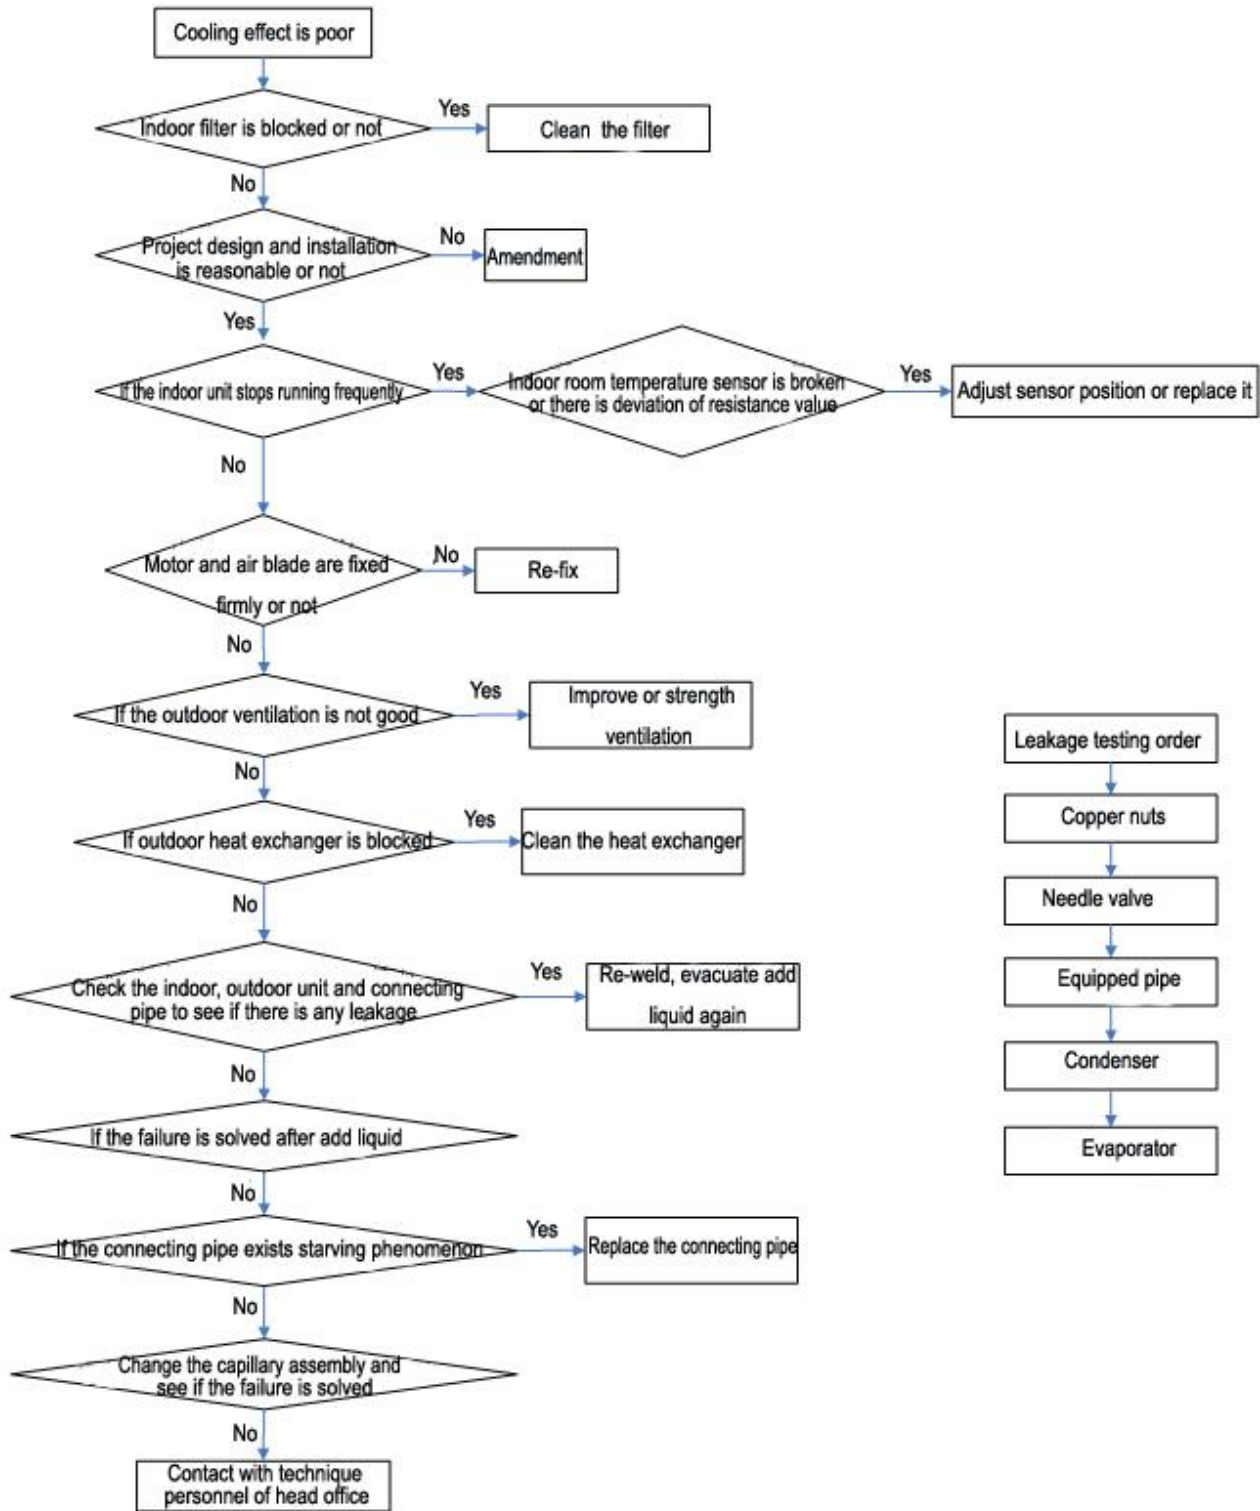 Cooling effect is poor
Indoor filter is blocked or not
Yes
Clean the filter
No
Project design and installation
is reasonable or not
No
Amendment
Yes
If the indoor unit stops running frequently
Yes
Indoor room temperature sensor is broken
or there is deviation of resistance value
Yes
Adjust sensor position or replace it
No
Motor and air blade are fixed
firmly or not
No
Re-fix
No
If the outdoor ventilation is not good
Yes
Improve or strength
ventilation
No
If outdoor heat exchanger is blocked
Yes
Clean the heat exchanger
No
Check the indoor, outdoor unit and connecting
pipe to see if there is any leakage
Yes
Re-weld, evacuate add
liquid again
No
If the failure is solved after add liquid
No
If the connecting pipe exists starving phenomenon
Yes
Replace the connecting pipe
No
Change the capillary assembly and
see if the failure is solved
No
Contact with technique
personnel of head office
Leakage testing order
Copper nuts
Needle valve
Equipped pipe
Condenser
Evaporator